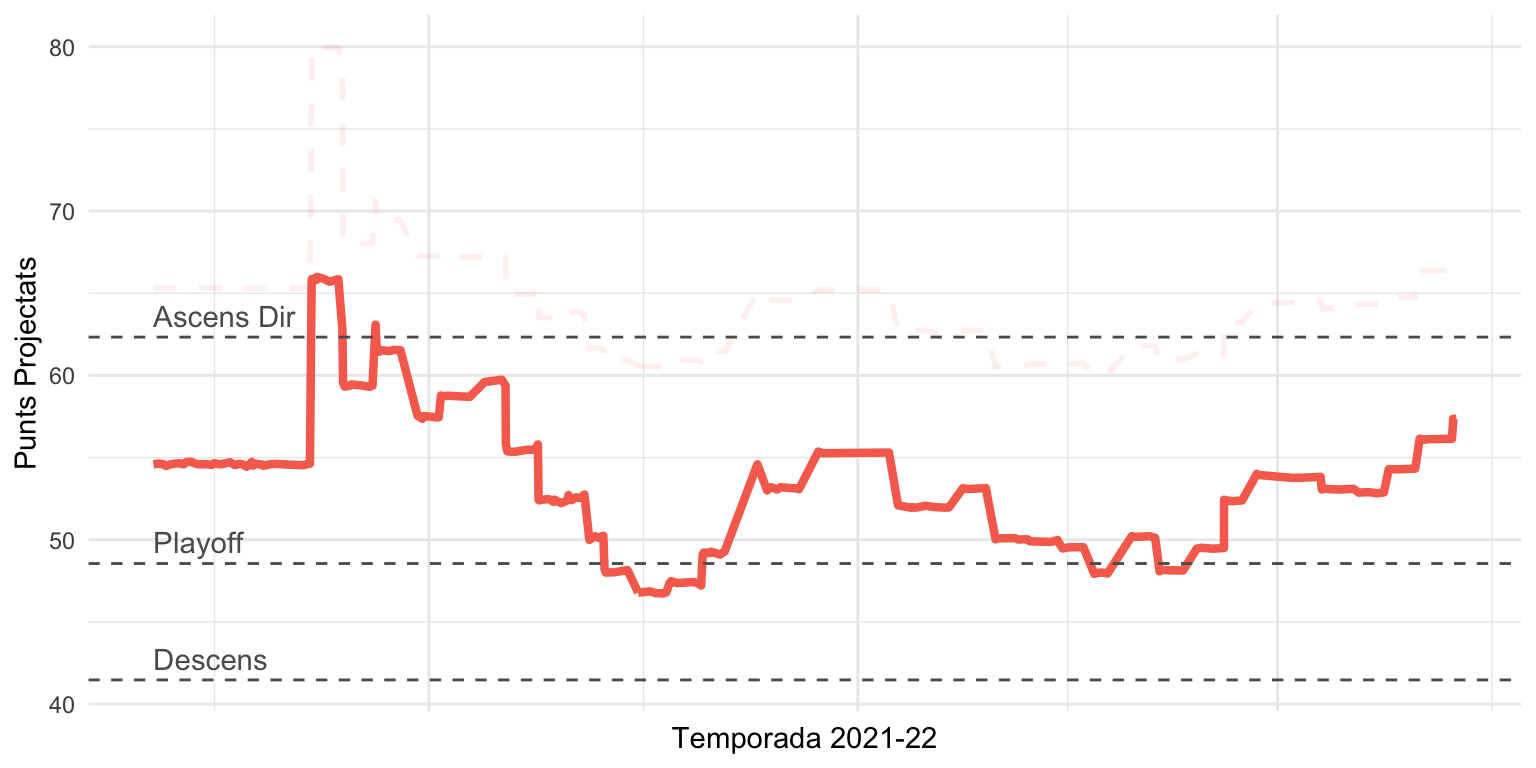 80
70
60
50
40
Punts Projectats
Ascens Dir
Playoff
Descens
Temporada 2021-22